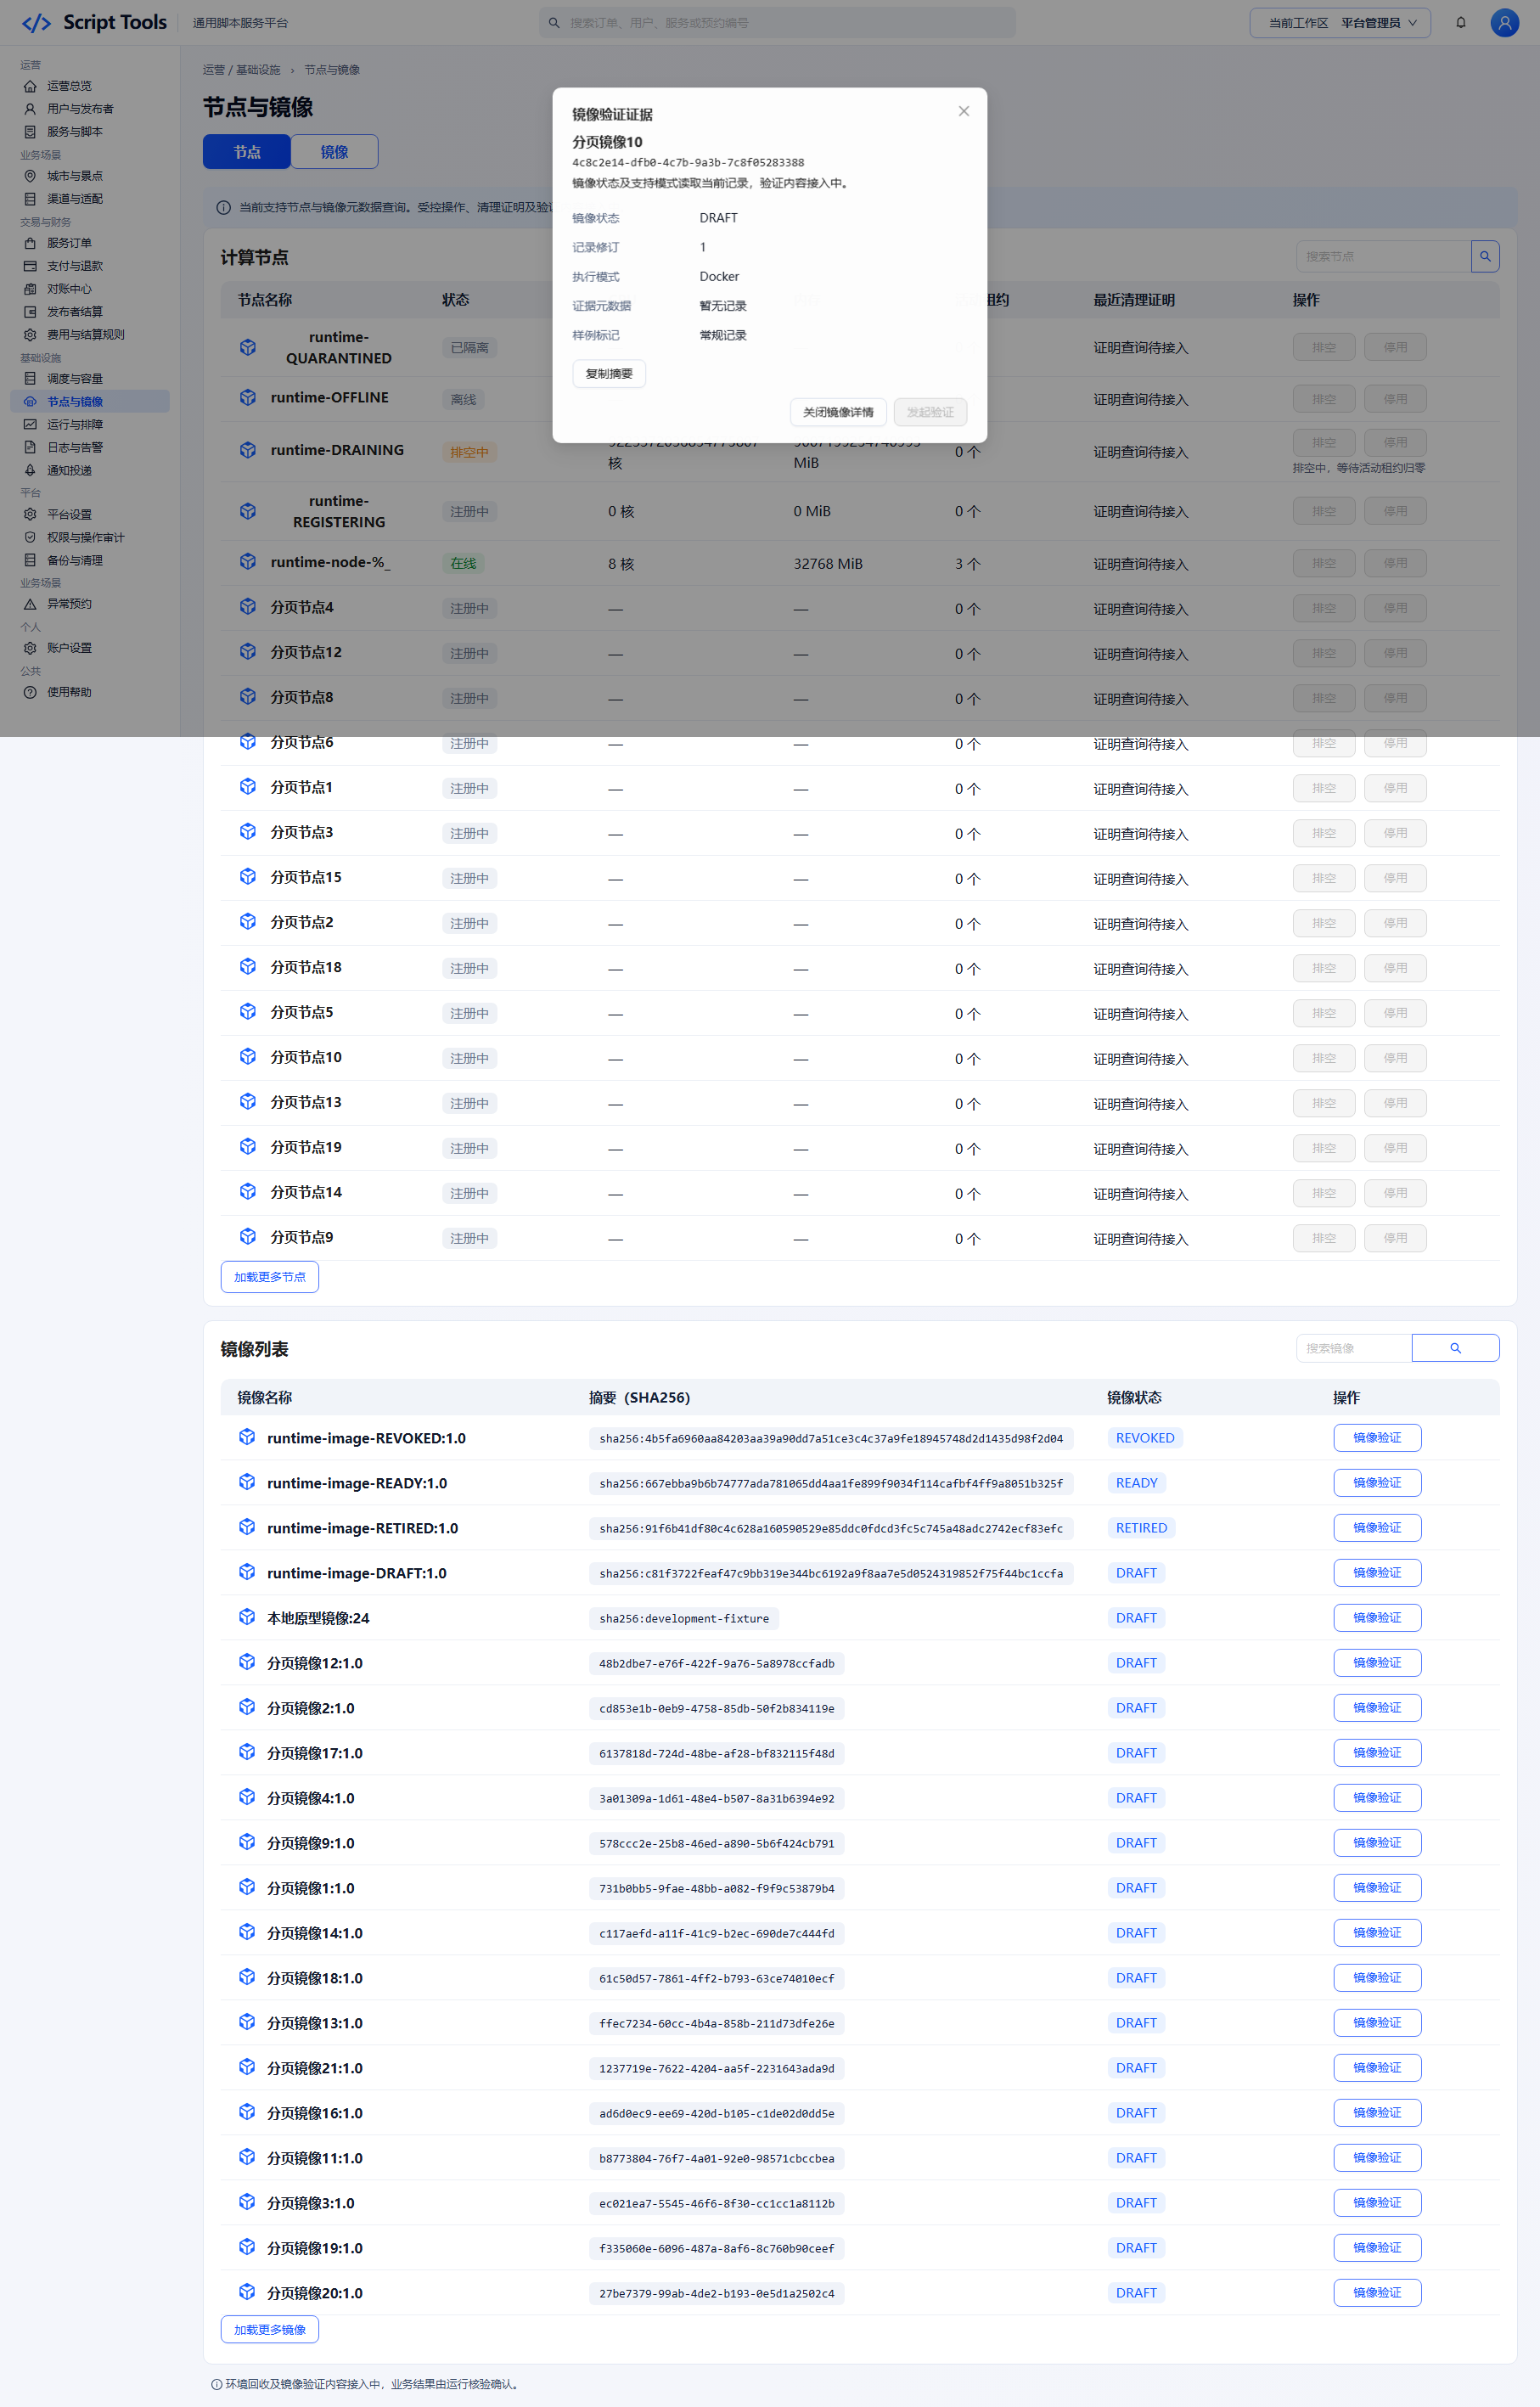 Script Tools 通用脚本服务平台 搜索订单、用户、服务或预约编号 当前工作区 平台管理员
运营
运营总览
用户与发布者
服务与脚本
业务场景
城市与景点
渠道与适配
交易与财务
服务订单
支付与退款
对账中心
发布者结算
费用与结算规则
基础设施
调度与容量
节点与镜像
运行与排障
日志与告警
通知投递
平台
平台设置
权限与操作审计
备份与清理
业务场景
异常预约
个人
账户设置
公共
使用帮助
运营 / 基础设施 › 节点与镜像
节点与镜像
节点 镜像
当前支持节点与镜像元数据查询。受控操作、清理证明及验
镜像验证证据
分页镜像10
4c8c2e14-dfb0-4c7b-9a3b-7c8f05283388
镜像状态及支持模式读取当前记录，验证内容接入中。
镜像状态 DRAFT
记录修订 1
执行模式 Docker
证据元数据 暂无记录
样例标记 常规记录
复制摘要
关闭镜像详情 发起验证
计算节点 搜索节点
节点名称 状态 租约 最近清理证明 操作
runtime-QUARANTINED 已隔离 证明查询待接入 排空 停用
runtime-OFFLINE 离线 证明查询待接入 排空 停用
runtime-DRAINING 排空中 核 MiB 0 个 证明查询待接入 排空 停用
排空中，等待活动租约归零
runtime-REGISTERING 注册中 0 核 0 MiB 0 个 证明查询待接入 排空 停用
runtime-node-%_ 在线 8 核 32768 MiB 3 个 证明查询待接入 排空 停用
分页节点4 注册中 — — 0 个 证明查询待接入 排空 停用
分页节点12 注册中 — — 0 个 证明查询待接入 排空 停用
分页节点8 注册中 — — 0 个 证明查询待接入 排空 停用
分页节点6 注册中 — — 0 个 证明查询待接入 排空 停用
分页节点1 注册中 — — 0 个 证明查询待接入 排空 停用
分页节点3 注册中 — — 0 个 证明查询待接入 排空 停用
分页节点15 注册中 — — 0 个 证明查询待接入 排空 停用
分页节点2 注册中 — — 0 个 证明查询待接入 排空 停用
分页节点18 注册中 — — 0 个 证明查询待接入 排空 停用
分页节点5 注册中 — — 0 个 证明查询待接入 排空 停用
分页节点10 注册中 — — 0 个 证明查询待接入 排空 停用
分页节点13 注册中 — — 0 个 证明查询待接入 排空 停用
分页节点19 注册中 — — 0 个 证明查询待接入 排空 停用
分页节点14 注册中 — — 0 个 证明查询待接入 排空 停用
分页节点9 注册中 — — 0 个 证明查询待接入 排空 停用
加载更多节点
镜像列表 搜索镜像
镜像名称 摘要（SHA256） 镜像状态 操作
runtime-image-REVOKED:1.0 sha256:4b5fa6960aa84203aa39a90dd7a51ce3c4c37a9fe18945748d2d1435d98f2d04 REVOKED 镜像验证
runtime-image-READY:1.0 sha256:667ebba9b6b74777ada781065dd4aa1fe899f9034f114cafbf4ff9a8051b325f READY 镜像验证
runtime-image-RETIRED:1.0 sha256:91f6b41df80c4c628a160590529e85ddc0fdcd3fc5c745a48adc2742ecf83efc RETIRED 镜像验证
runtime-image-DRAFT:1.0 sha256:c81f3722feaf47c9bb319e344bc6192a9f8aa7e5d0524319852f75f44bc1ccfa DRAFT 镜像验证
本地原型镜像:24 sha256:development-fixture DRAFT 镜像验证
分页镜像12:1.0 48b2dbe7-e76f-422f-9a76-5a8978ccfadb DRAFT 镜像验证
分页镜像2:1.0 cd853e1b-0eb9-4758-85db-50f2b834119e DRAFT 镜像验证
分页镜像17:1.0 6137818d-724d-48be-af28-bf832115f48d DRAFT 镜像验证
分页镜像4:1.0 3a01309a-1d61-48e4-b507-8a31b6394e92 DRAFT 镜像验证
分页镜像9:1.0 578ccc2e-25b8-46ed-a890-5b6f424cb791 DRAFT 镜像验证
分页镜像1:1.0 731b0bb5-9fae-48bb-a082-f9f9c53879b4 DRAFT 镜像验证
分页镜像14:1.0 c117aefd-a11f-41c9-b2ec-690de7c444fd DRAFT 镜像验证
分页镜像18:1.0 61c50d57-7861-4ff2-b793-63ce74010ecf DRAFT 镜像验证
分页镜像13:1.0 ffec7234-60cc-4b4a-858b-211d73dfe26e DRAFT 镜像验证
分页镜像21:1.0 1237719e-7622-4204-aa5f-2231643ada9d DRAFT 镜像验证
分页镜像16:1.0 ad6d0ec9-ee69-420d-b105-c1de02d0dd5e DRAFT 镜像验证
分页镜像11:1.0 b8773804-76f7-4a01-92e0-98571cbccbea DRAFT 镜像验证
分页镜像3:1.0 ec021ea7-5545-46f6-8f30-cc1cc1a8112b DRAFT 镜像验证
分页镜像19:1.0 f335060e-6096-487a-8af6-8c760b90ceef DRAFT 镜像验证
分页镜像20:1.0 27be7379-99ab-4de2-b193-0e5d1a2502c4 DRAFT 镜像验证
加载更多镜像
环境回收及镜像验证内容接入中，业务结果由运行核验确认。